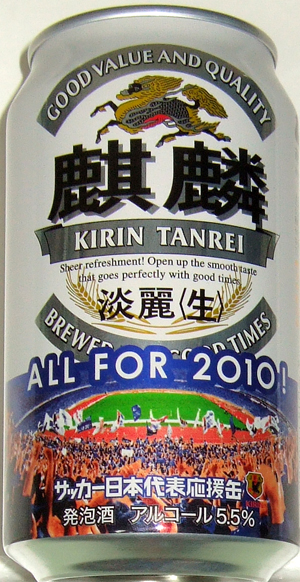 GOOD VALUE AND QUALITY
麒麟
KIRIN TANREI
Sheer refreshment! Open up the smooth taste
that goes perfectly with good times.
淡麗〈生〉
BREWED GOOD TIMES
ALL FOR 2010!
サッカー日本代表応援缶
発泡酒 アルコール5.5%